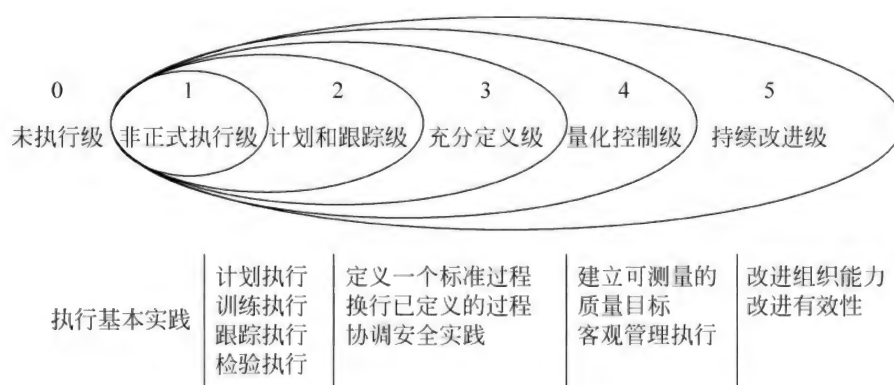 0 1 2 3 4 5
未执行级 非正式执行级 计划和跟踪级 充分定义级 量化控制级 持续改进级
执行基本实践
计划执行
训练执行
跟踪执行
检验执行
定义一个标准过程
换行已定义的过程
协调安全实践
建立可测量的
质量目标
客观管理执行
改进组织能力
改进有效性